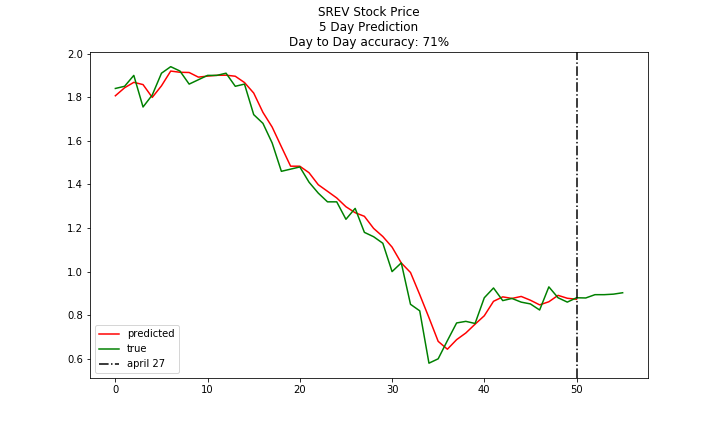 SREV Stock Price
5 Day Prediction
Day to Day accuracy: 71%
2.0
1.8
1.6
1.4
1.2
1.0
0.8
0.6
predicted
true
april 27
0 10 20 30 40 50